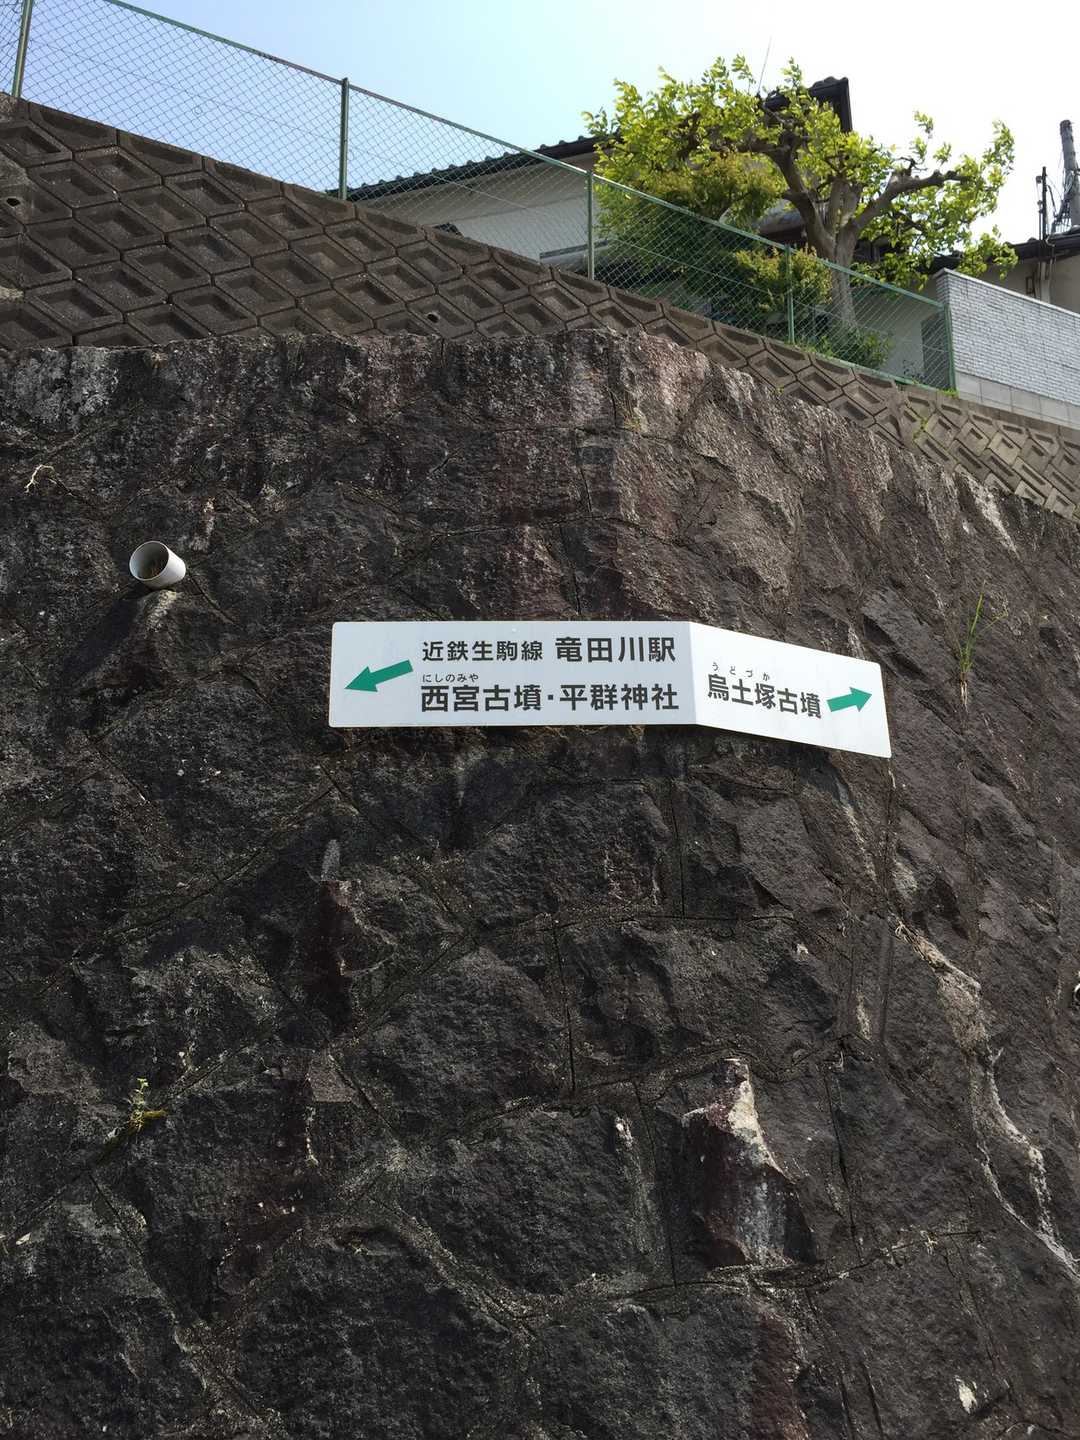 近鉄生駒線 竜田川駅
にしのみや
西宮古墳・平群神社
うどづか
烏土塚古墳